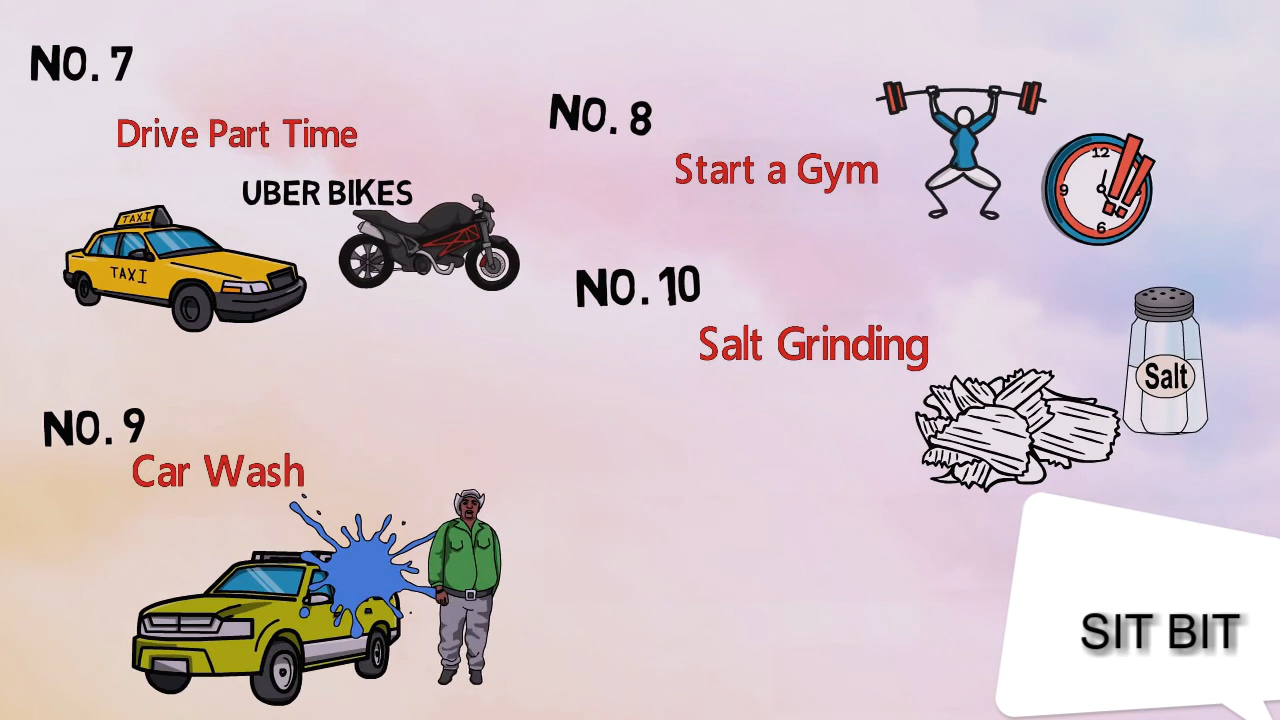 NO. 7
Drive Part Time
UBER BIKES
TAXI
TAXI
NO. 8
Start a Gym
12
9
6
NO. 10
Salt Grinding
Salt
NO. 9
Car Wash
SIT BIT